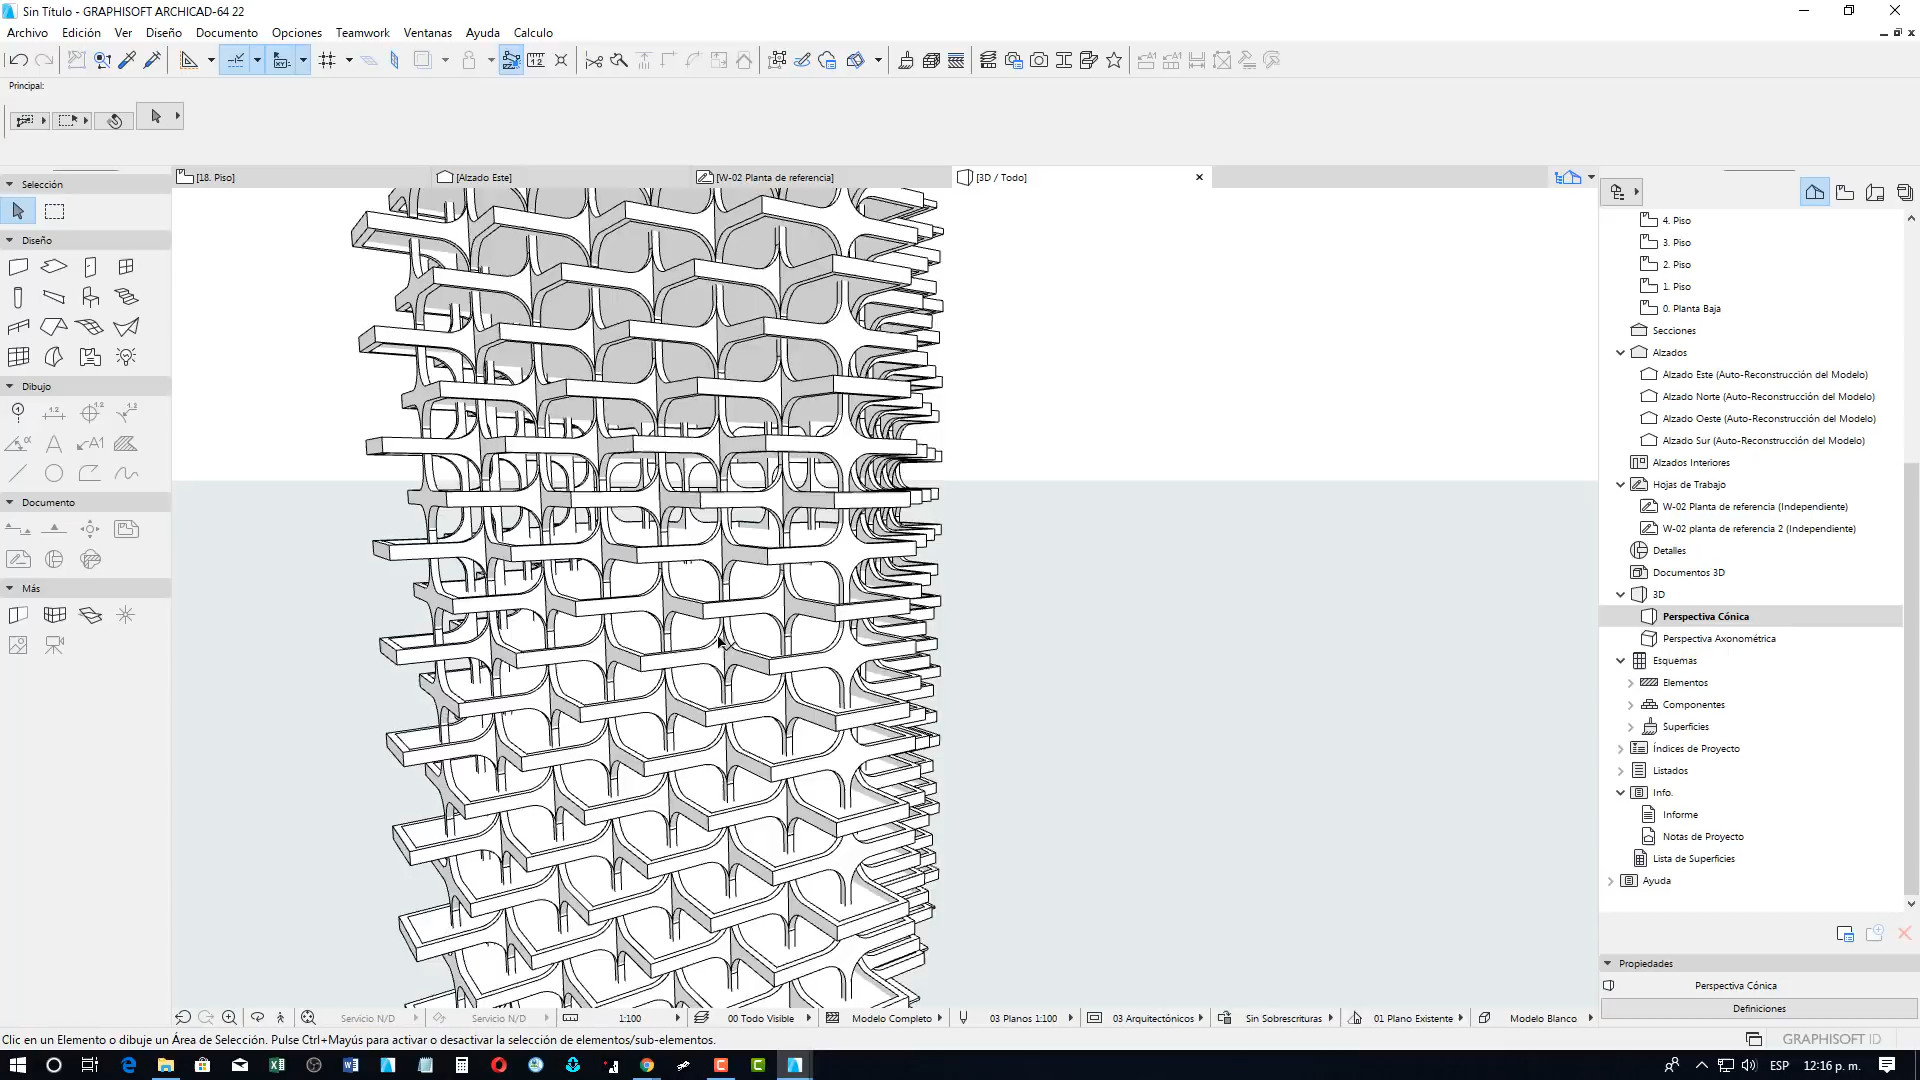 Sin Título - GRAPHISOFT ARCHICAD-64 22
Archivo Edición Ver Diseño Documento Opciones Teamwork Ventanas Ayuda Calculo
Principal:
[18. Piso] [Alzado Este] [W-02 Planta de referencia] [3D / Todo]
Selección
Diseño
Dibujo
Documento
Más
4. Piso
3. Piso
2. Piso
1. Piso
0. Planta Baja
Secciones
Alzados
Alzado Este (Auto-Reconstrucción del Modelo)
Alzado Norte (Auto-Reconstrucción del Modelo)
Alzado Oeste (Auto-Reconstrucción del Modelo)
Alzado Sur (Auto-Reconstrucción del Modelo)
Alzados Interiores
Hojas de Trabajo
W-02 Planta de referencia (Independiente)
W-02 planta de referencia 2 (Independiente)
Detalles
Documentos 3D
3D
Perspectiva Cónica
Perspectiva Axonométrica
Esquemas
Elementos
Componentes
Superficies
Índices de Proyecto
Listados
Info.
Informe
Notas de Proyecto
Lista de Superficies
Ayuda
Propiedades
Perspectiva Cónica
Definiciones
Servicio N/D Servicio N/D 1:100 00 Todo Visible Modelo Completo 03 Planos 1:100 03 Arquitectónicos Sin Sobrescrituras 01 Plano Existente Modelo Blanco
Clic en un Elemento o dibuje un Área de Selección. Pulse Ctrl+Mayús para activar o desactivar la selección de elementos/sub-elementos.
GRAPHISOFT ID
ESP 12:16 p. m.